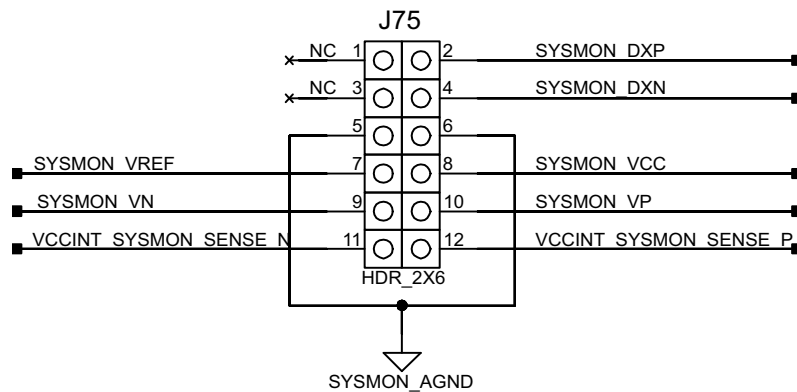 J75
NC 1 2 SYSMON_DXP
NC 3 4 SYSMON_DXN
5 6
SYSMON_VREF 7 8 SYSMON_VCC
SYSMON_VN 9 10 SYSMON_VP
VCCINT_SYSMON_SENSE_N 11 12 VCCINT_SYSMON_SENSE_P
HDR_2X6
SYSMON_AGND